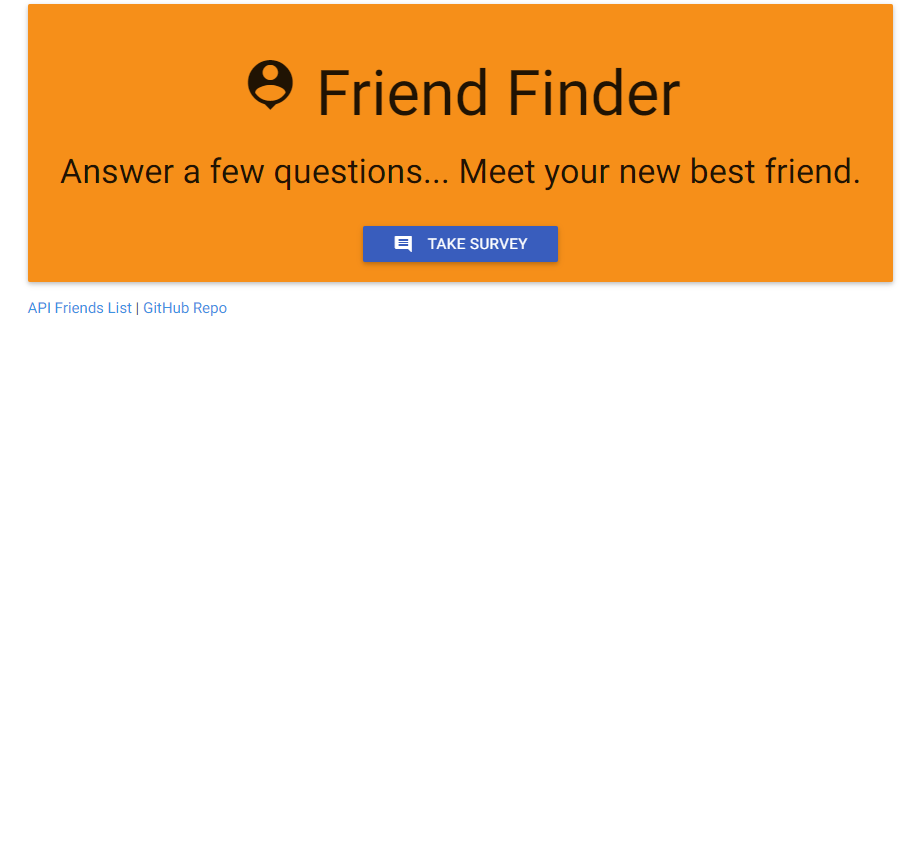 Friend Finder
Answer a few questions... Meet your new best friend.
TAKE SURVEY
API Friends List | GitHub Repo